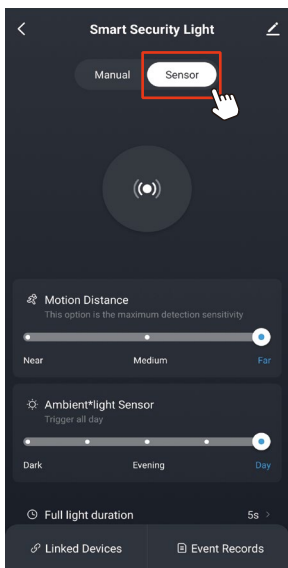 Smart Security Light
Manual Sensor
Motion Distance
This option is the maximum detection sensitivity
Near Medium Far
Ambient*light Sensor
Trigger all day
Dark Evening Day
Full light duration 5s >
Linked Devices Event Records